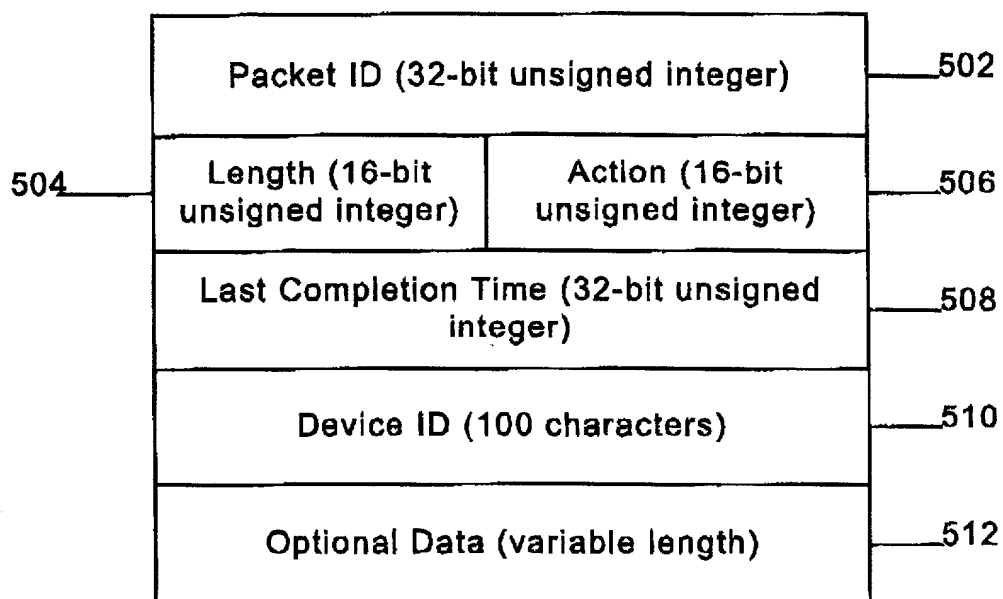 Packet ID (32-bit unsigned integer)
502
504
Length (16-bit
unsigned integer)
Action (16-bit
unsigned integer)
506
Last Completion Time (32-bit unsigned
integer)
508
Device ID (100 characters)
510
Optional Data (variable length)
512